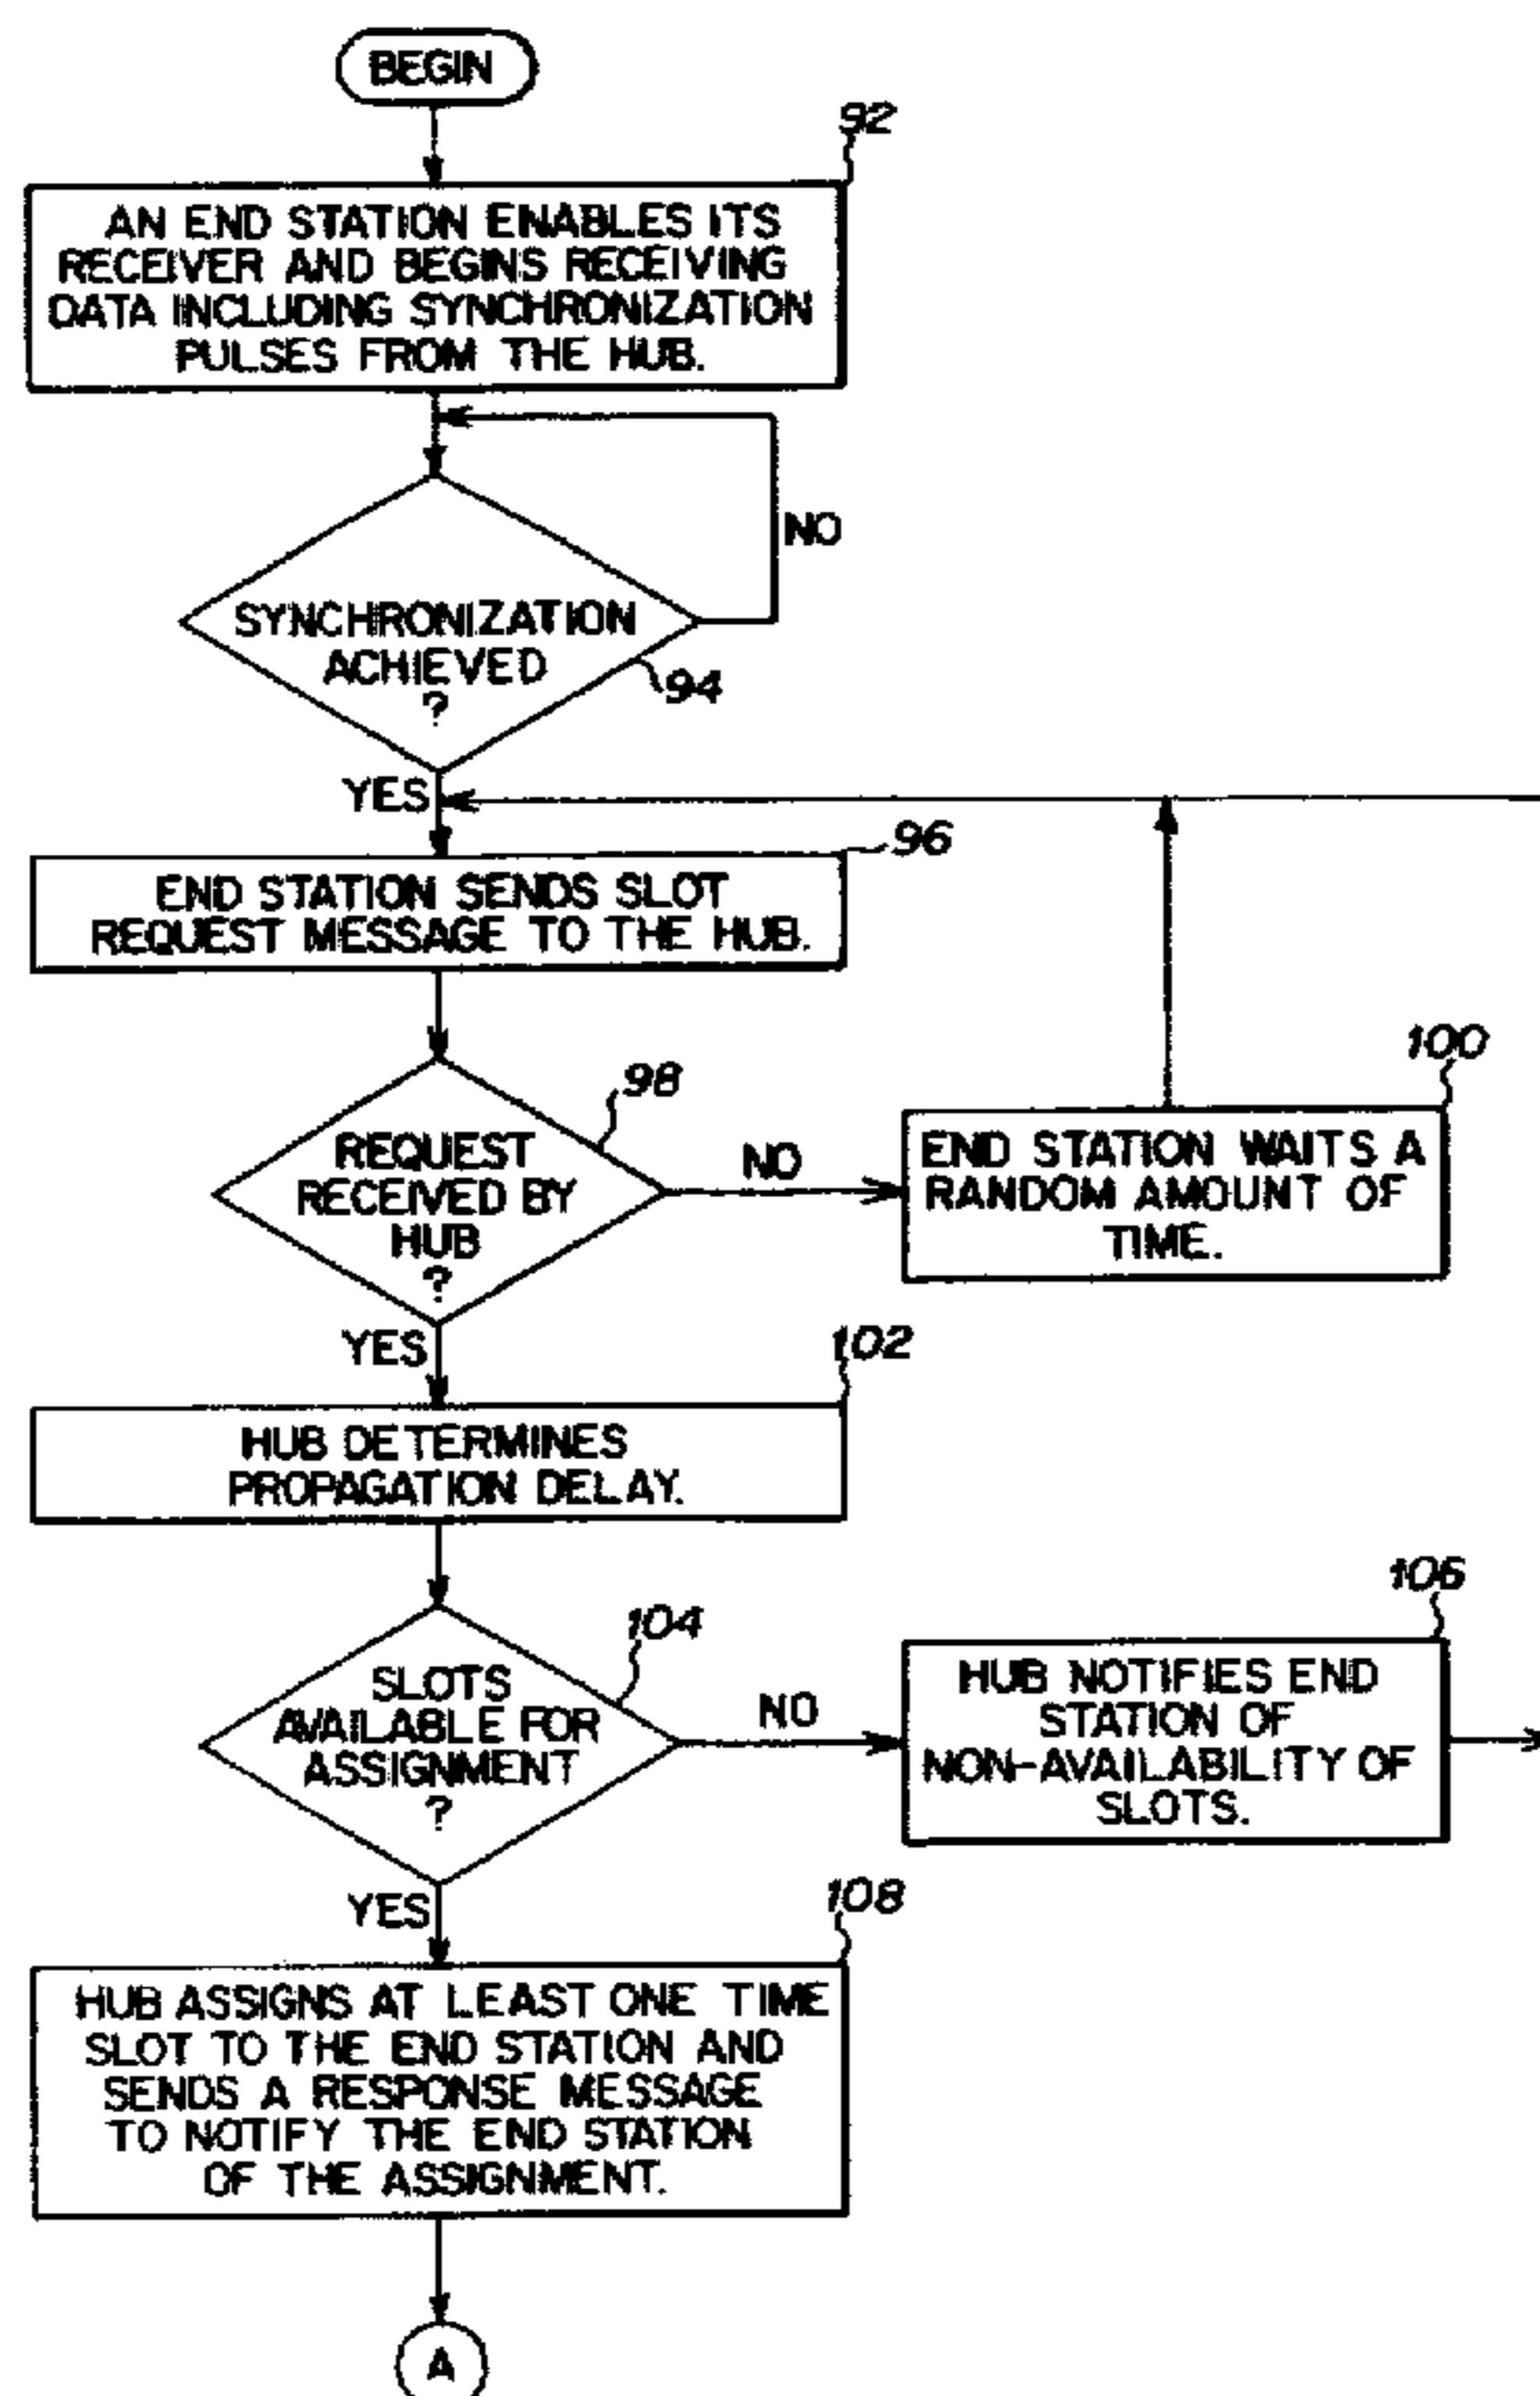 BEGIN
92
AN END STATION ENABLES ITS
RECEIVER AND BEGINS RECEIVING
DATA INCLUDING SYNCHRONIZATION
PULSES FROM THE HUB.
NO
SYNCHRONIZATION
ACHIEVED
?
94
YES
96
END STATION SENDS SLOT
REQUEST MESSAGE TO THE HUB.
98
REQUEST
RECEIVED BY
HUB
?
NO
100
END STATION WAITS A
RANDOM AMOUNT OF
TIME.
YES
102
HUB DETERMINES
PROPAGATION DELAY.
104
SLOTS
AVAILABLE FOR
ASSIGNMENT
?
NO
106
HUB NOTIFIES END
STATION OF
NON-AVAILABILITY OF
SLOTS.
YES
108
HUB ASSIGNS AT LEAST ONE TIME
SLOT TO THE END STATION AND
SENDS A RESPONSE MESSAGE
TO NOTIFY THE END STATION
OF THE ASSIGNMENT.
A